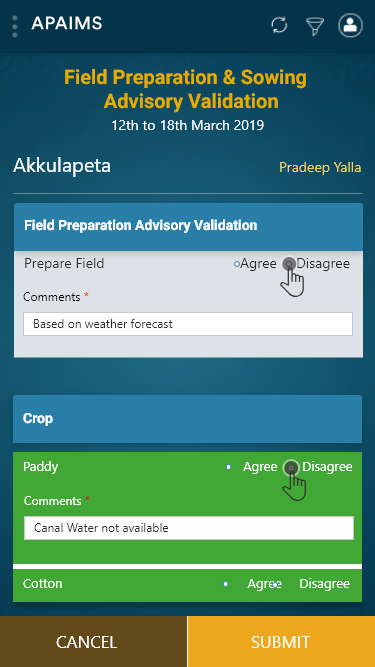 APAIMS
Field Preparation & Sowing
Advisory Validation
12th to 18th March 2019
Akkulapeta Pradeep Yalla
Field Preparation Advisory Validation
Prepare Field Agree Disagree
Comments *
Based on weather forecast
Crop
Paddy Agree Disagree
Comments *
Canal Water not available
Cotton Agree Disagree
CANCEL SUBMIT